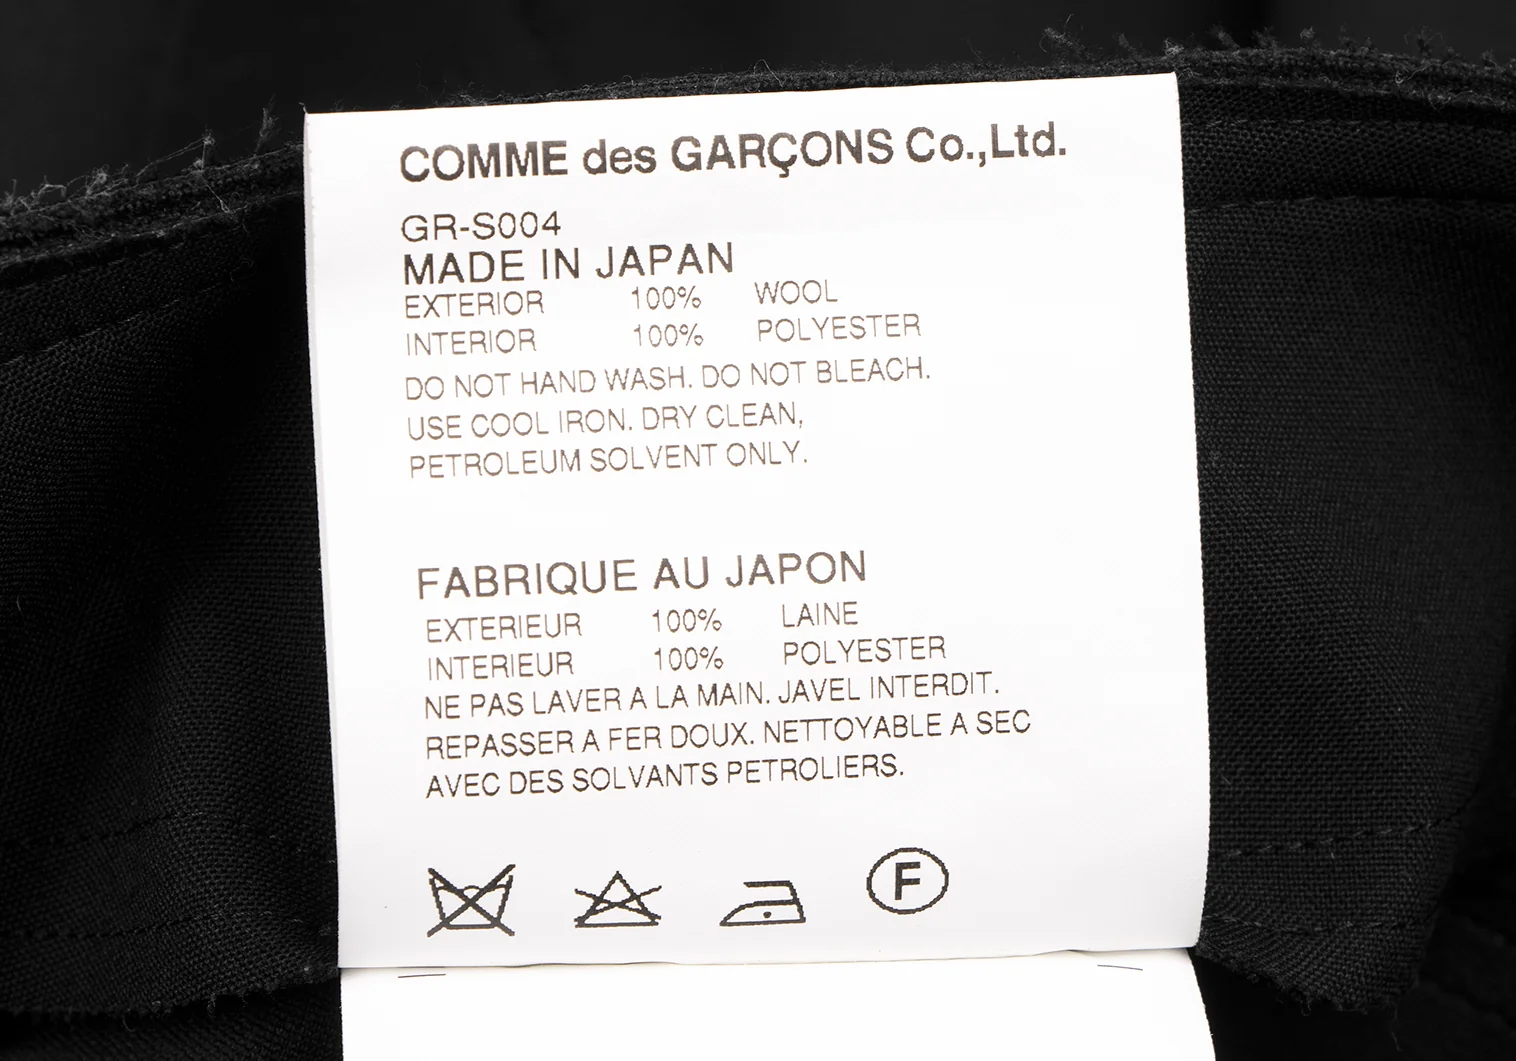 COMME des GARÇONS Co.,Ltd.
GR-S004
MADE IN JAPAN
EXTERIOR 100% WOOL
INTERIOR 100% POLYESTER
DO NOT HAND WASH. DO NOT BLEACH.
USE COOL IRON. DRY CLEAN,
PETROLEUM SOLVENT ONLY.
FABRIQUE AU JAPON
EXTERIEUR 100% LAINE
INTERIEUR 100% POLYESTER
NE PAS LAVER A LA MAIN. JAVEL INTERDIT.
REPASSER A FER DOUX. NETTOYABLE A SEC
AVEC DES SOLVANTS PETROLIERS.
F